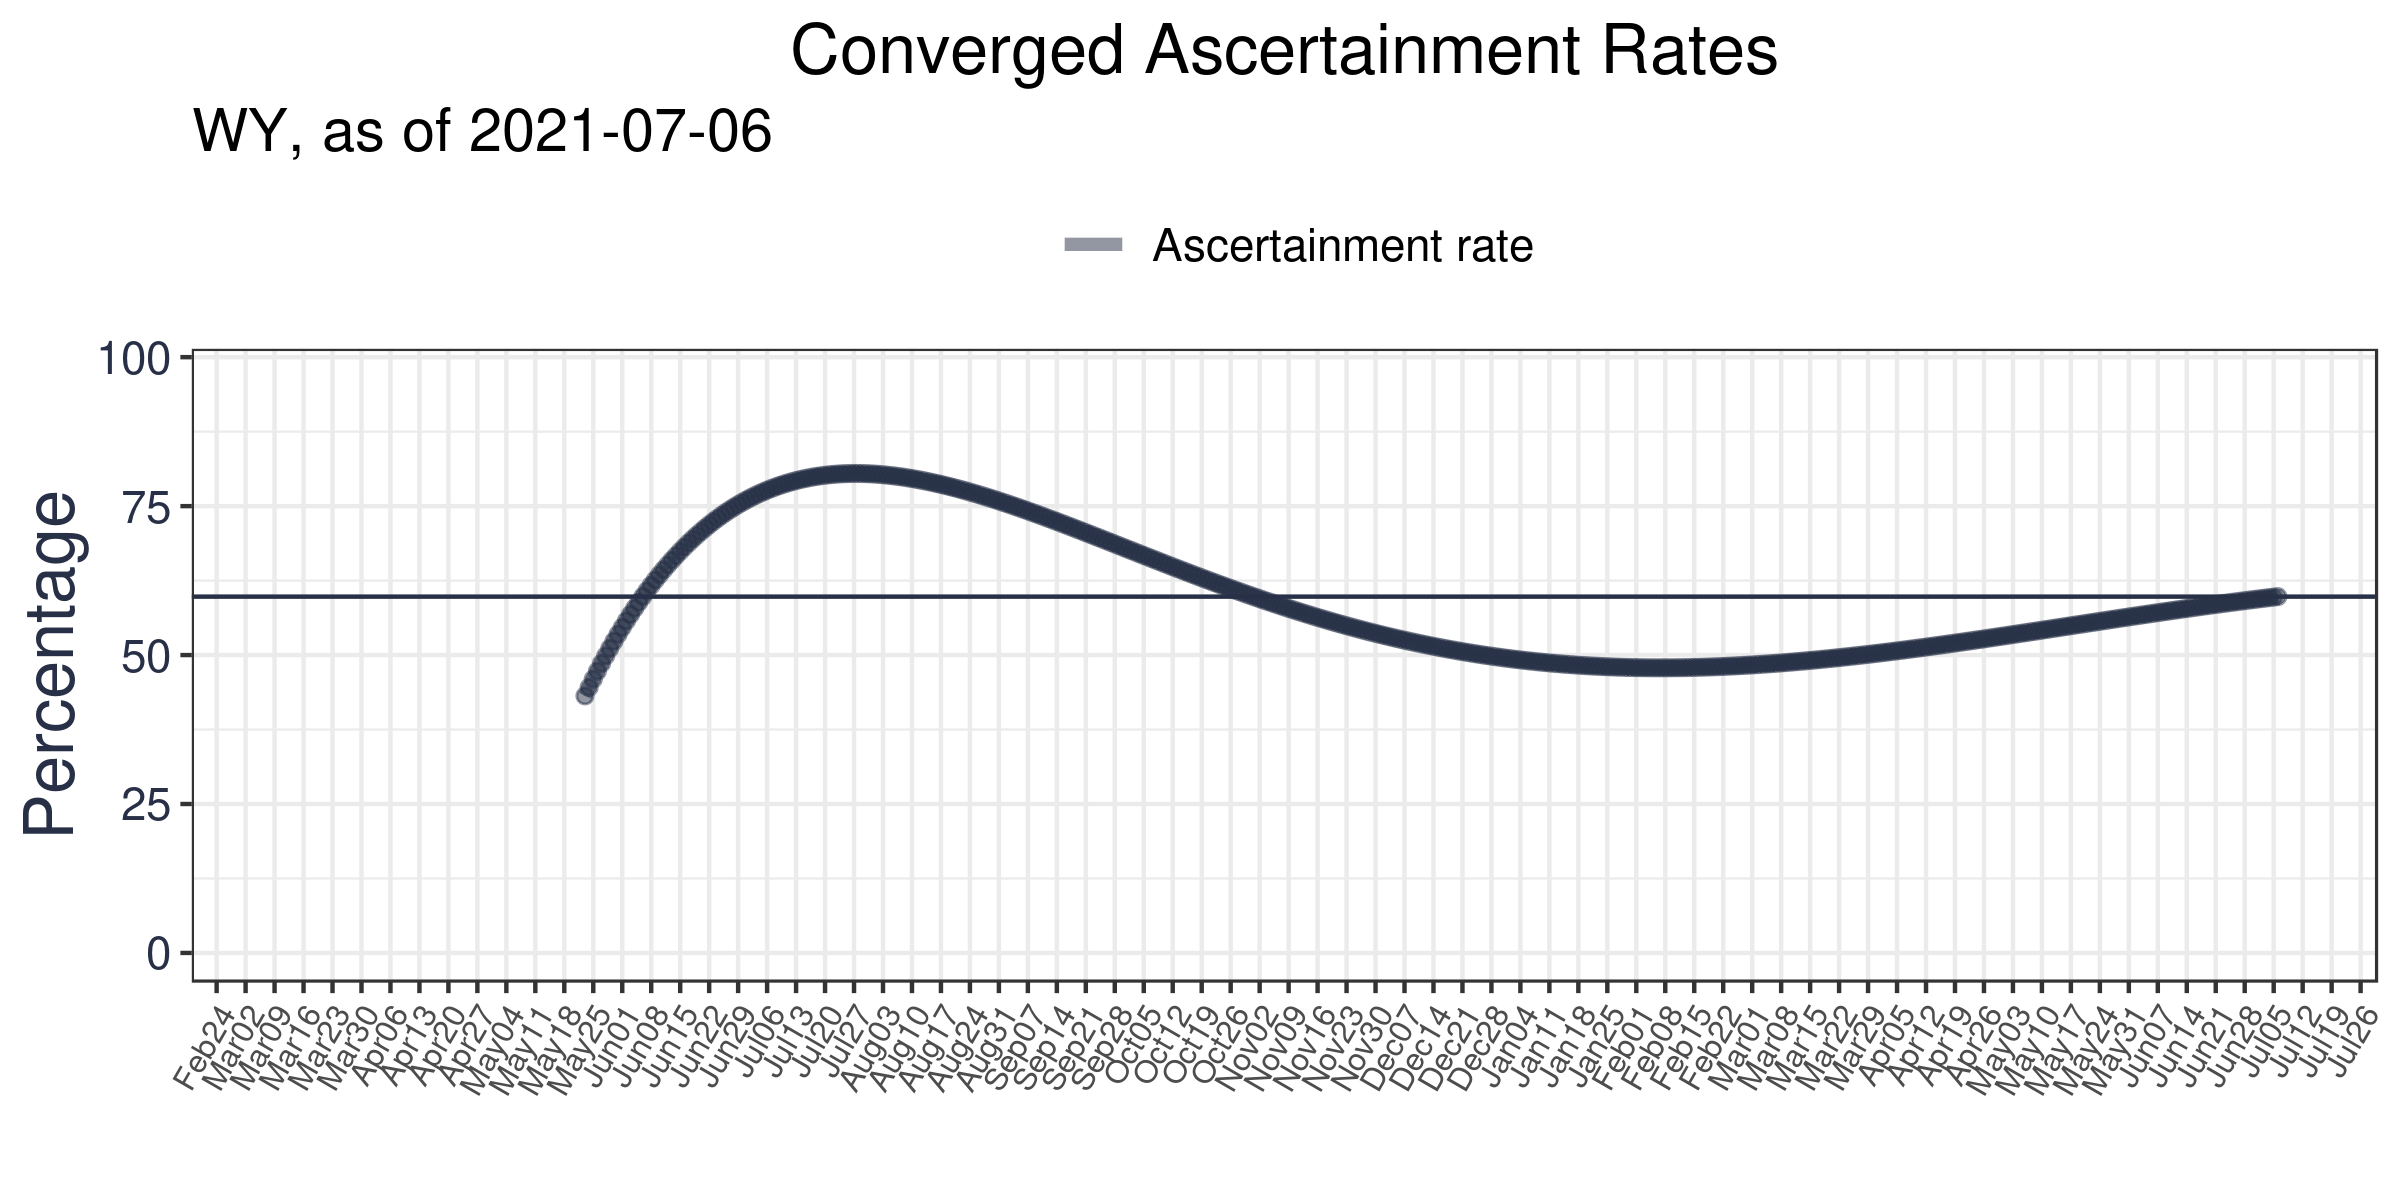 Converged Ascertainment Rates
WY, as of 2021-07-06
Ascertainment rate
Percentage
100
75
50
25
0
Feb24
Mar02
Mar09
Mar16
Mar23
Mar30
Apr06
Apr13
Apr20
Apr27
May04
May11
May18
May25
Jun01
Jun08
Jun15
Jun22
Jun29
Jul06
Jul13
Jul20
Jul27
Aug03
Aug10
Aug17
Aug24
Aug31
Sep07
Sep14
Sep21
Sep28
Oct05
Oct12
Oct19
Oct26
Nov02
Nov09
Nov16
Nov23
Nov30
Dec07
Dec14
Dec21
Dec28
Jan04
Jan11
Jan18
Jan25
Feb01
Feb08
Feb15
Feb22
Mar01
Mar08
Mar15
Mar22
Mar29
Apr05
Apr12
Apr19
Apr26
May03
May10
May17
May24
May31
Jun07
Jun14
Jun21
Jun28
Jul05
Jul12
Jul19
Jul26